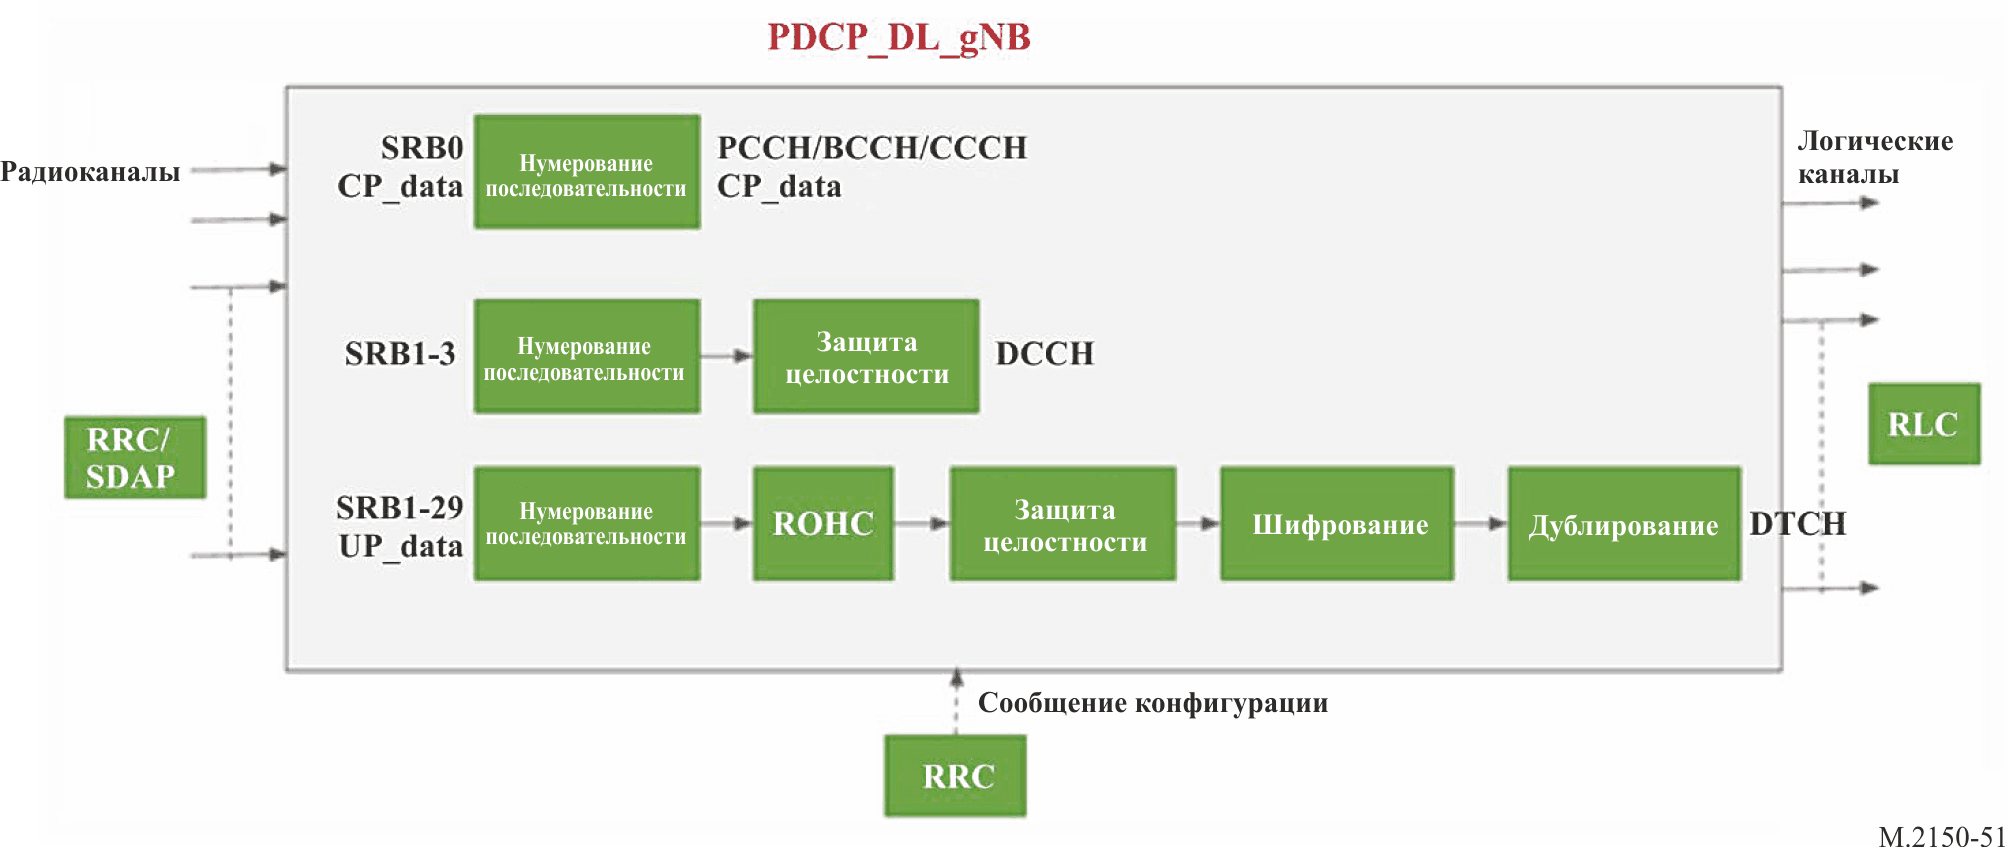 PDCP_DL_gNB
Радиоканалы
SRB0
CP_data
Нумерование
последовательности
PCCH/BCCH/CCCH
CP_data
Логические
каналы
SRB1-3
Нумерование
последовательности
Защита
целостности
DCCH
RRC/
SDAP
RLC
SRB1-29
UP_data
Нумерование
последовательности
ROHC
Защита
целостности
Шифрование
Дублирование
DTCH
Сообщение конфигурации
RRC
M.2150-51